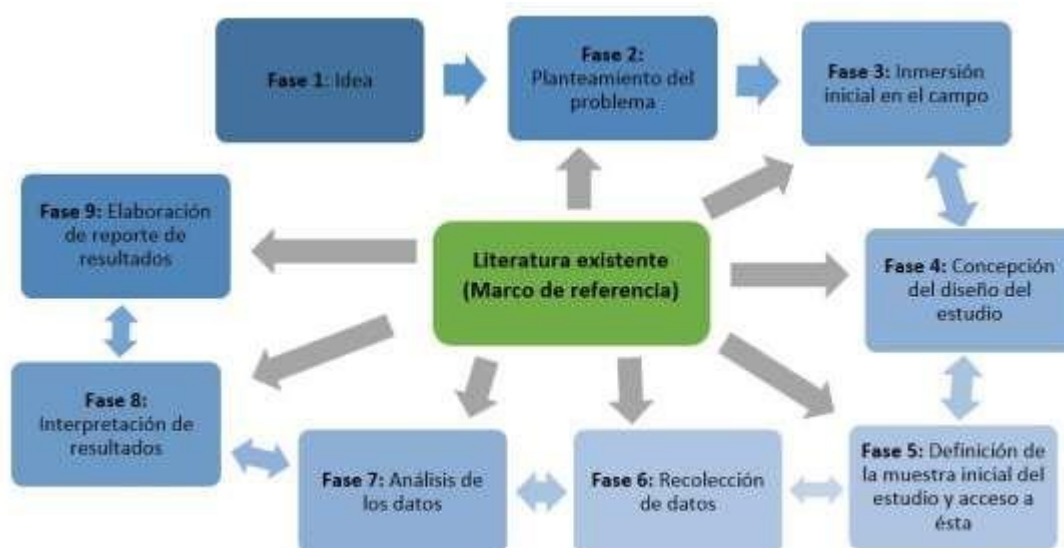 Fase 1: Idea
Fase 2:
Planteamiento del
problema
Fase 3: Inmersión
inicial en el campo
Fase 9: Elaboración
de reporte de
resultados
Literatura existente
(Marco de referencia)
Fase 4: Concepción
del diseño del
estudio
Fase 8:
Interpretación de
resultados
Fase 7: Análisis de
los datos
Fase 6: Recolección
de datos
Fase 5: Definición de
la muestra inicial del
estudio y acceso a
ésta